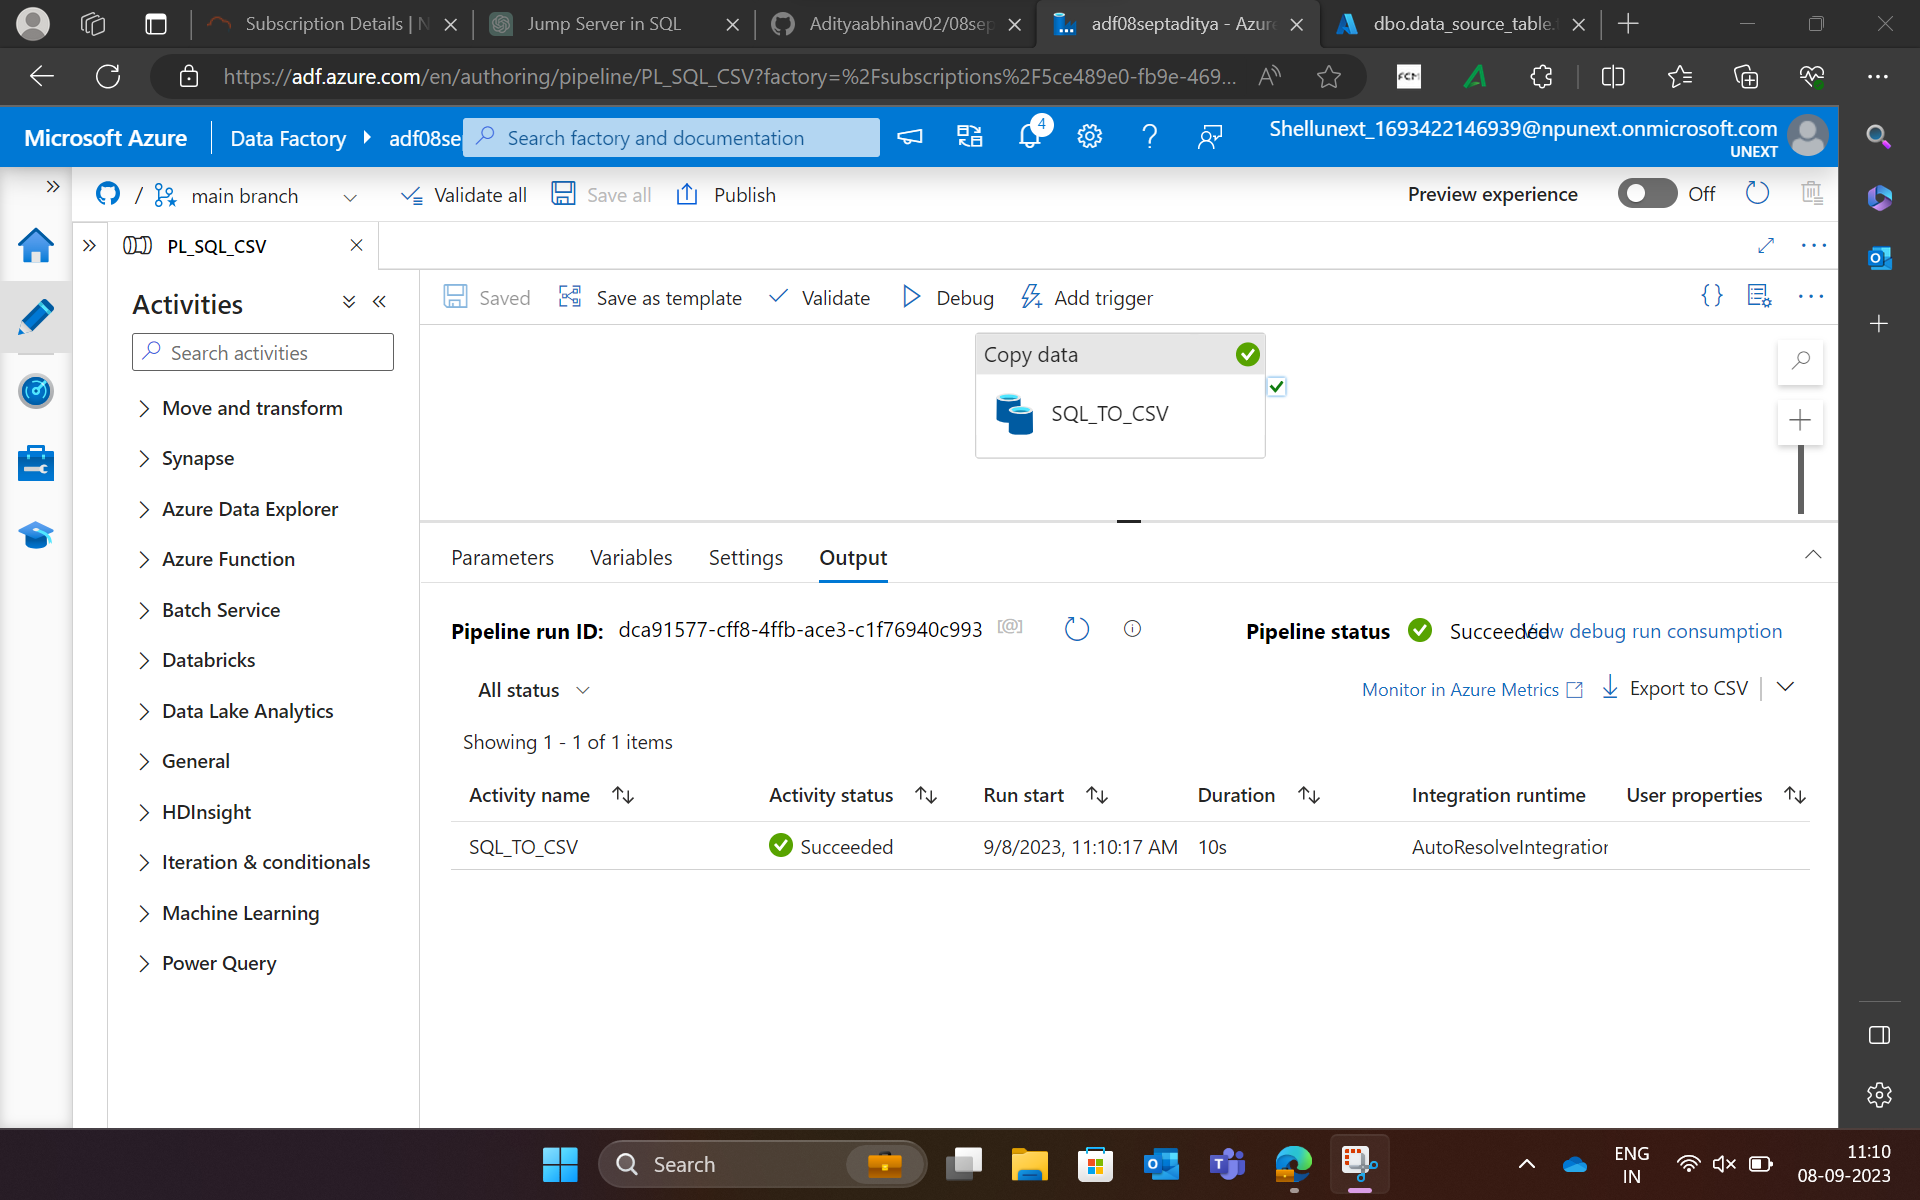 Subscription Details | N
Jump Server in SQL
Adityaabhinav02/08sep
adf08septaditya - Azure
dbo.data_source_table.
https://adf.azure.com/en/authoring/pipeline/PL_SQL_CSV?factory=%2Fsubscriptions%2F5ce489e0-fb9e-469...
FCM
Microsoft Azure
Data Factory
adf08se
Search factory and documentation
4
Shellunext_1693422146939@npunext.onmicrosoft.com
UNEXT
/ main branch
Validate all
Save all
Publish
Preview experience
Off
PL_SQL_CSV
Activities
Search activities
Move and transform
Synapse
Azure Data Explorer
Azure Function
Batch Service
Databricks
Data Lake Analytics
General
HDInsight
Iteration & conditionals
Machine Learning
Power Query
Saved
Save as template
Validate
Debug
Add trigger
Copy data
SQL_TO_CSV
Parameters
Variables
Settings
Output
Pipeline run ID: dca91577-cff8-4ffb-ace3-c1f76940c993
Pipeline status
Succeeded
View debug run consumption
All status
Monitor in Azure Metrics
Export to CSV
Showing 1 - 1 of 1 items
Activity name
Activity status
Run start
Duration
Integration runtime
User properties
SQL_TO_CSV
Succeeded
9/8/2023, 11:10:17 AM
10s
AutoResolveIntegration
Search
ENG
IN
11:10
08-09-2023